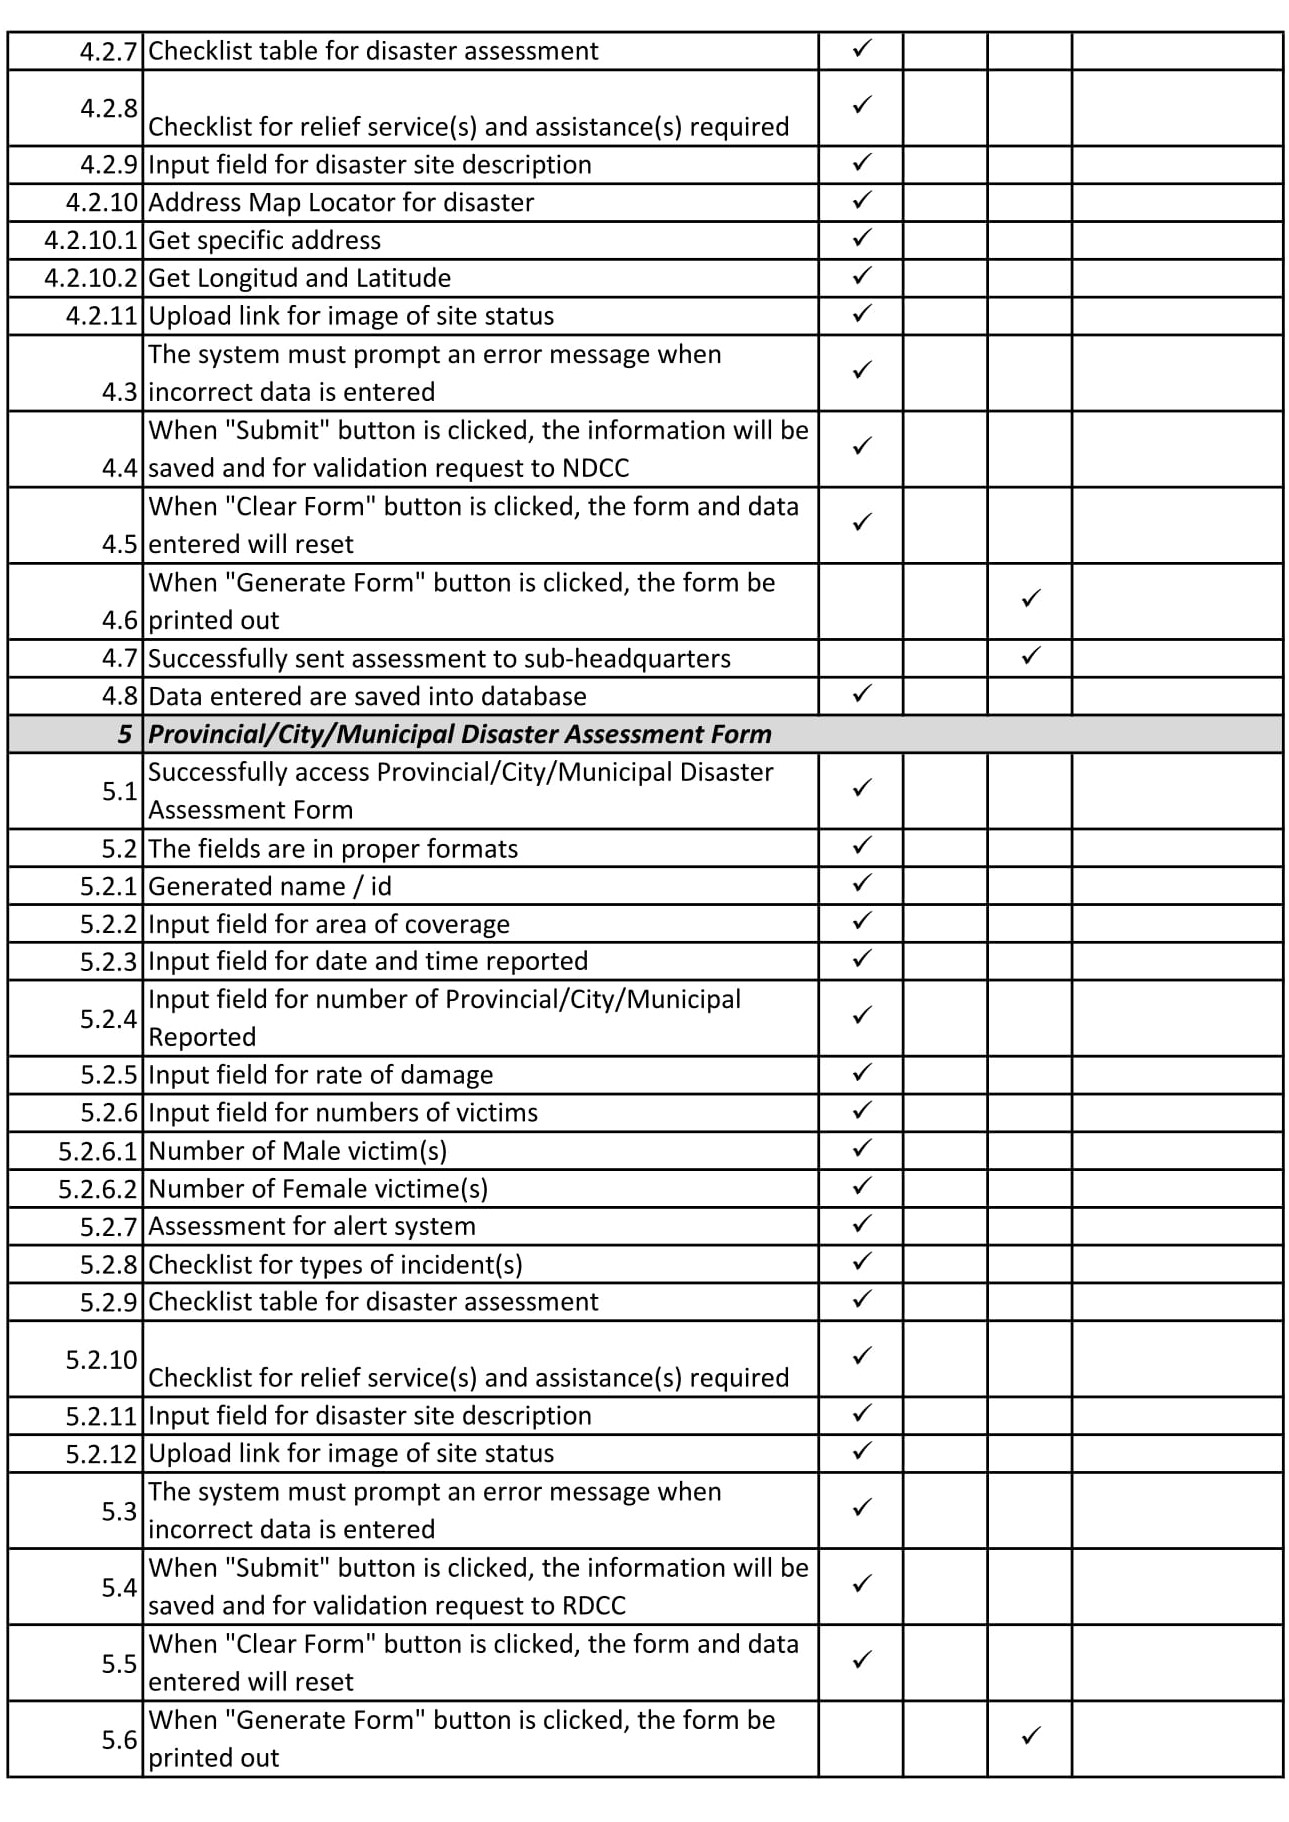 4.2.7 Checklist table for disaster assessment ✓
4.2.8 Checklist for relief service(s) and assistance(s) required ✓
4.2.9 Input field for disaster site description ✓
4.2.10 Address Map Locator for disaster ✓
4.2.10.1 Get specific address ✓
4.2.10.2 Get Longitud and Latitude ✓
4.2.11 Upload link for image of site status ✓
The system must prompt an error message when
4.3 incorrect data is entered ✓
When "Submit" button is clicked, the information will be
4.4 saved and for validation request to NDCC ✓
When "Clear Form" button is clicked, the form and data
4.5 entered will reset ✓
When "Generate Form" button is clicked, the form be
4.6 printed out ✓
4.7 Successfully sent assessment to sub-headquarters ✓
4.8 Data entered are saved into database ✓
5 Provincial/City/Municipal Disaster Assessment Form
5.1 Successfully access Provincial/City/Municipal Disaster
Assessment Form ✓
5.2 The fields are in proper formats ✓
5.2.1 Generated name / id ✓
5.2.2 Input field for area of coverage ✓
5.2.3 Input field for date and time reported ✓
5.2.4 Input field for number of Provincial/City/Municipal
Reported ✓
5.2.5 Input field for rate of damage ✓
5.2.6 Input field for numbers of victims ✓
5.2.6.1 Number of Male victim(s) ✓
5.2.6.2 Number of Female victime(s) ✓
5.2.7 Assessment for alert system ✓
5.2.8 Checklist for types of incident(s) ✓
5.2.9 Checklist table for disaster assessment ✓
5.2.10 Checklist for relief service(s) and assistance(s) required ✓
5.2.11 Input field for disaster site description ✓
5.2.12 Upload link for image of site status ✓
5.3 The system must prompt an error message when
incorrect data is entered ✓
5.4 When "Submit" button is clicked, the information will be
saved and for validation request to RDCC ✓
5.5 When "Clear Form" button is clicked, the form and data
entered will reset ✓
5.6 When "Generate Form" button is clicked, the form be
printed out ✓